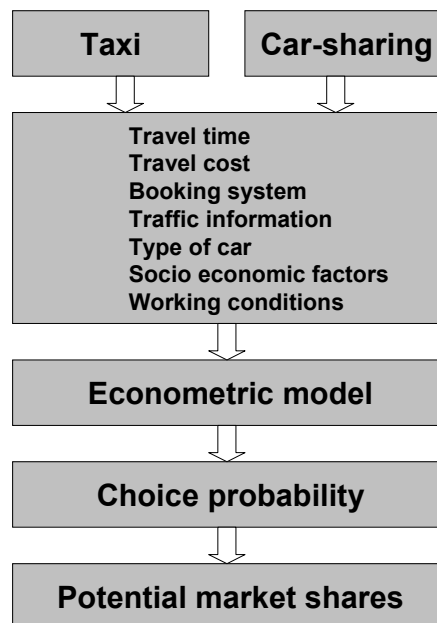 Taxi
Car-sharing
Travel time
Travel cost
Booking system
Traffic information
Type of car
Socio economic factors
Working conditions
Econometric model
Choice probability
Potential market shares